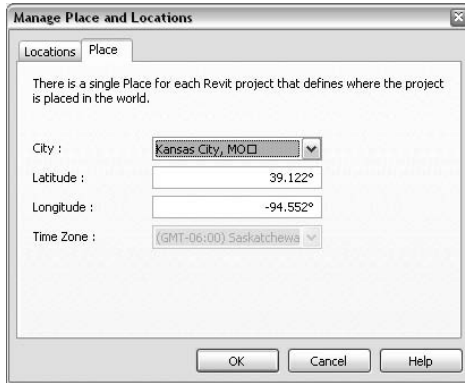 Manage Place and Locations
Locations Place
There is a single Place for each Revit project that defines where the project
is placed in the world.
City : Kansas City, MO□
Latitude : 39.122°
Longitude : -94.552°
Time Zone : (GMT-06:00) Saskatchewa
OK Cancel Help